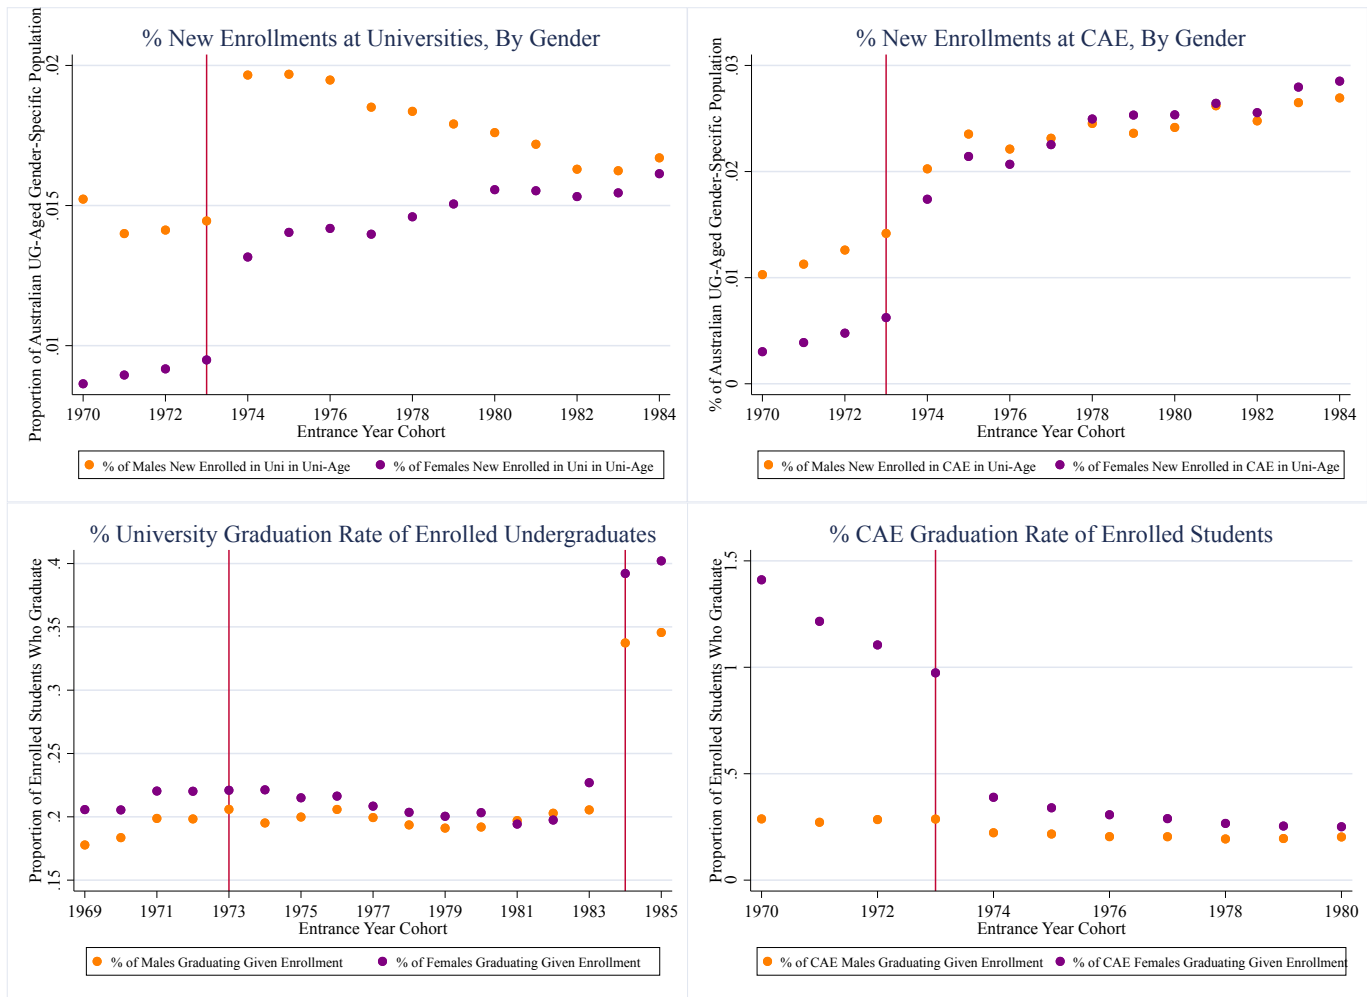 % New Enrollments at Universities, By Gender
Proportion of Australian UG-Aged Gender-Specific Population
.02
.015
.01
1970 1972 1974 1976 1978 1980 1982 1984
Entrance Year Cohort
% of Males New Enrolled in Uni in Uni-Age % of Females New Enrolled in Uni in Uni-Age
% New Enrollments at CAE, By Gender
% of Australian UG-Aged Gender-Specific Population
.03
.02
.01
0
1970 1972 1974 1976 1978 1980 1982 1984
Entrance Year Cohort
% of Males New Enrolled in CAE in Uni-Age % of Females New Enrolled in CAE in Uni-Age
% University Graduation Rate of Enrolled Undergraduates
Proportion of Enrolled Students Who Graduate
.4
.35
.3
.25
.2
.15
1969 1971 1973 1975 1977 1979 1981 1983 1985
Entrance Year Cohort
% of Males Graduating Given Enrollment % of Females Graduating Given Enrollment
% CAE Graduation Rate of Enrolled Students
Proportion of Enrolled Students Who Graduate
1.5
1
.5
0
1970 1972 1974 1976 1978 1980
Entrance Year Cohort
% of CAE Males Graduating Given Enrollment % of CAE Females Graduating Given Enrollment